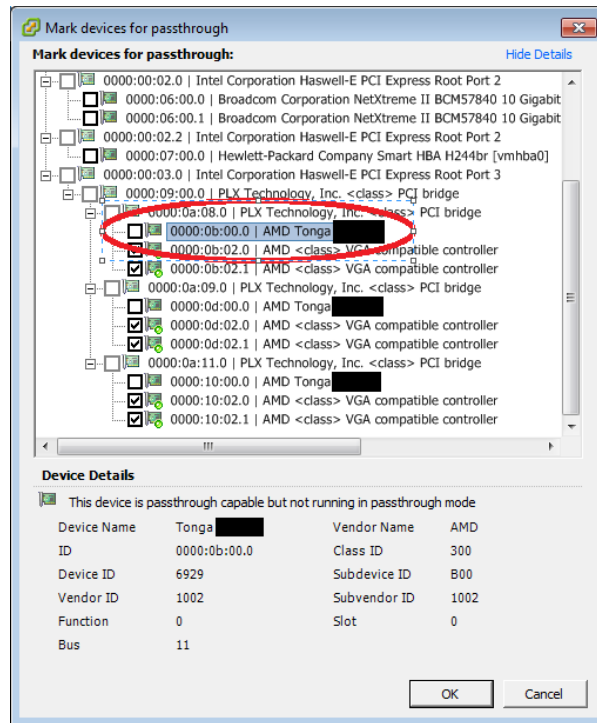 Mark devices for passthrough
Mark devices for passthrough:
Hide Details
0000:00:02.0 | Intel Corporation Haswell-E PCI Express Root Port 2
0000:06:00.0 | Broadcom Corporation NetXtreme II BCM57840 10 Gigabit
0000:06:00.1 | Broadcom Corporation NetXtreme II BCM57840 10 Gigabit
0000:00:02.2 | Intel Corporation Haswell-E PCI Express Root Port 2
0000:07:00.0 | Hewlett-Packard Company Smart HBA H244br [vmhba0]
0000:00:03.0 | Intel Corporation Haswell-E PCI Express Root Port 3
0000:09:00.0 | PLX Technology, Inc. <class> PCI bridge
0000:0a:08.0 | PLX Technology, Inc. <class> PCI bridge
0000:0b:00.0 | AMD Tonga
0000:0b:02.0 | AMD <class> VGA compatible controller
0000:0b:02.1 | AMD <class> VGA compatible controller
0000:0a:09.0 | PLX Technology, Inc. <class> PCI bridge
0000:0d:00.0 | AMD Tonga
0000:0d:02.0 | AMD <class> VGA compatible controller
0000:0d:02.1 | AMD <class> VGA compatible controller
0000:0a:11.0 | PLX Technology, Inc. <class> PCI bridge
0000:10:00.0 | AMD Tonga
0000:10:02.0 | AMD <class> VGA compatible controller
0000:10:02.1 | AMD <class> VGA compatible controller
Device Details
This device is passthrough capable but not running in passthrough mode
Device Name Tonga Vendor Name AMD
ID 0000:0b:00.0 Class ID 300
Device ID 6929 Subdevice ID B00
Vendor ID 1002 Subvendor ID 1002
Function 0 Slot 0
Bus 11
OK Cancel